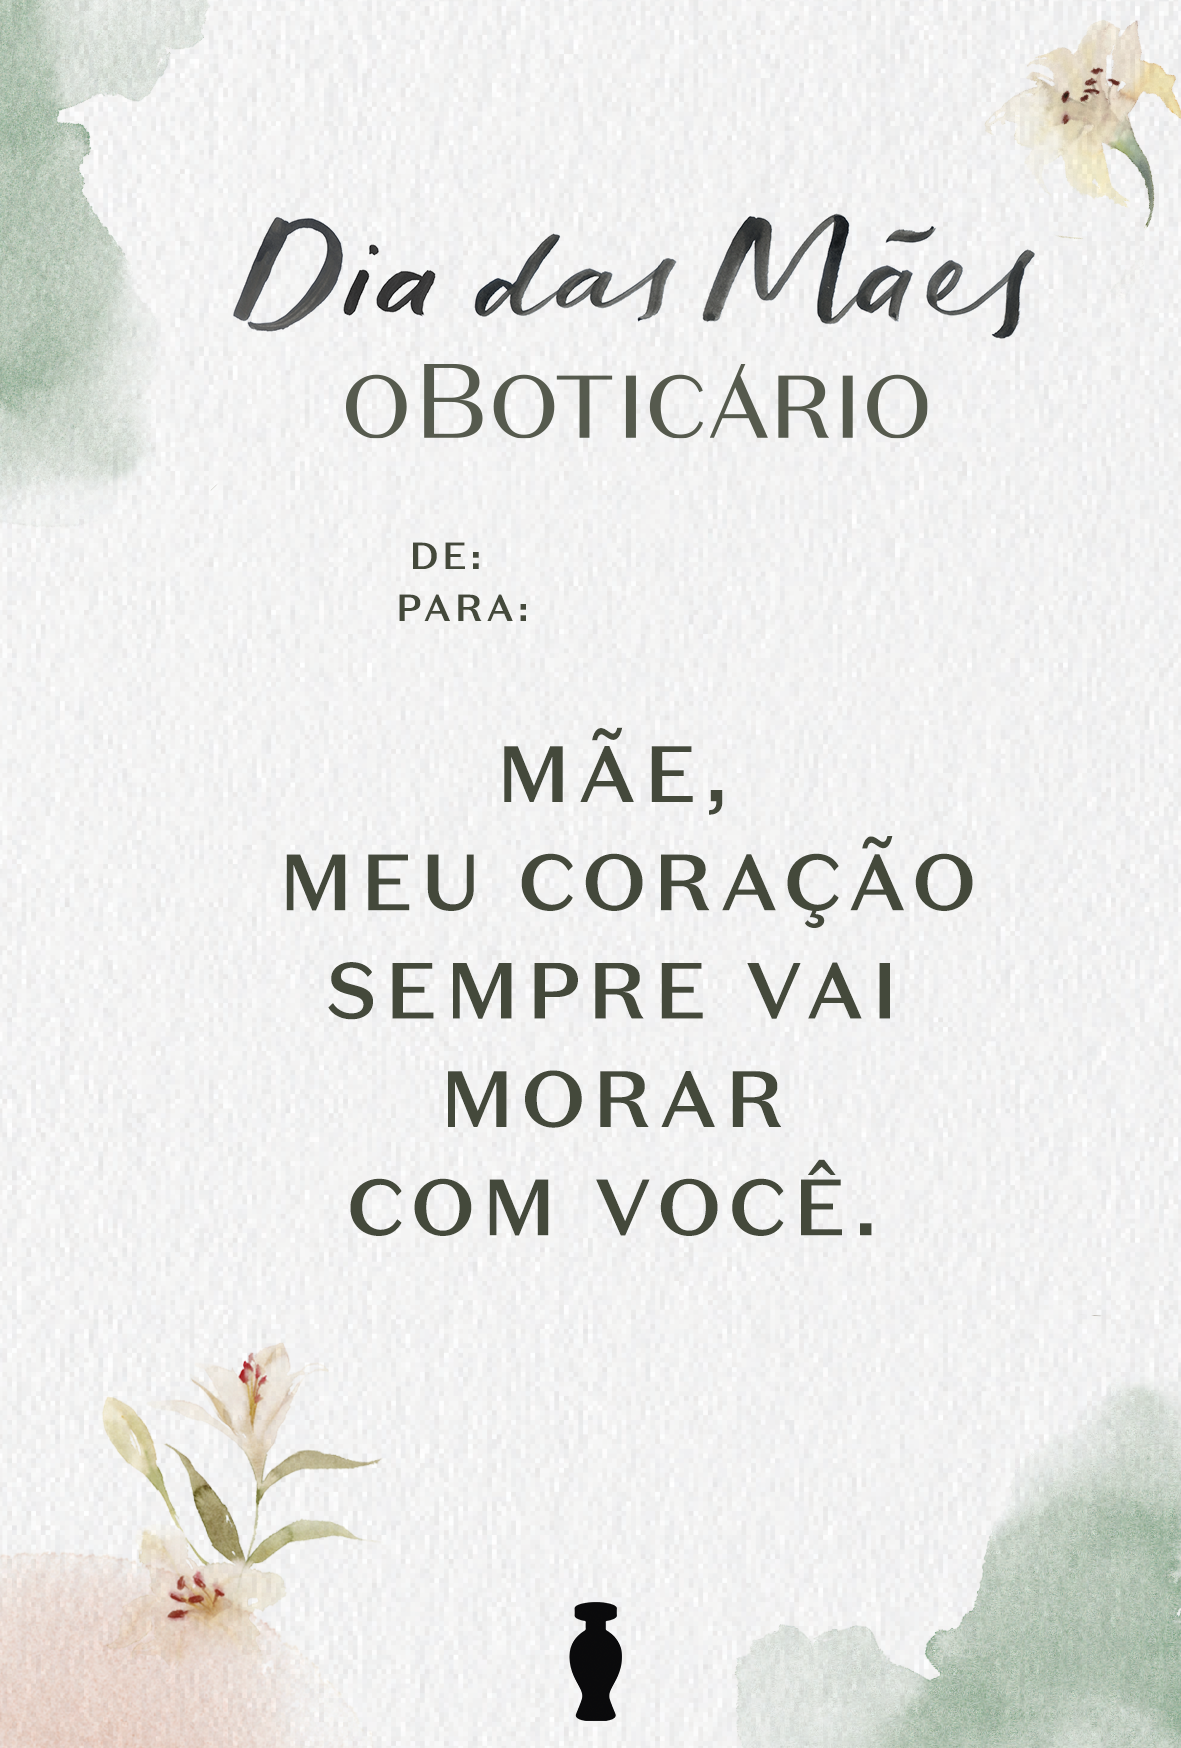 Dia das Mães
oBoticário
DE:
PARA:
MÃE,
MEU CORAÇÃO
SEMPRE VAI
MORAR
COM VOCÊ.